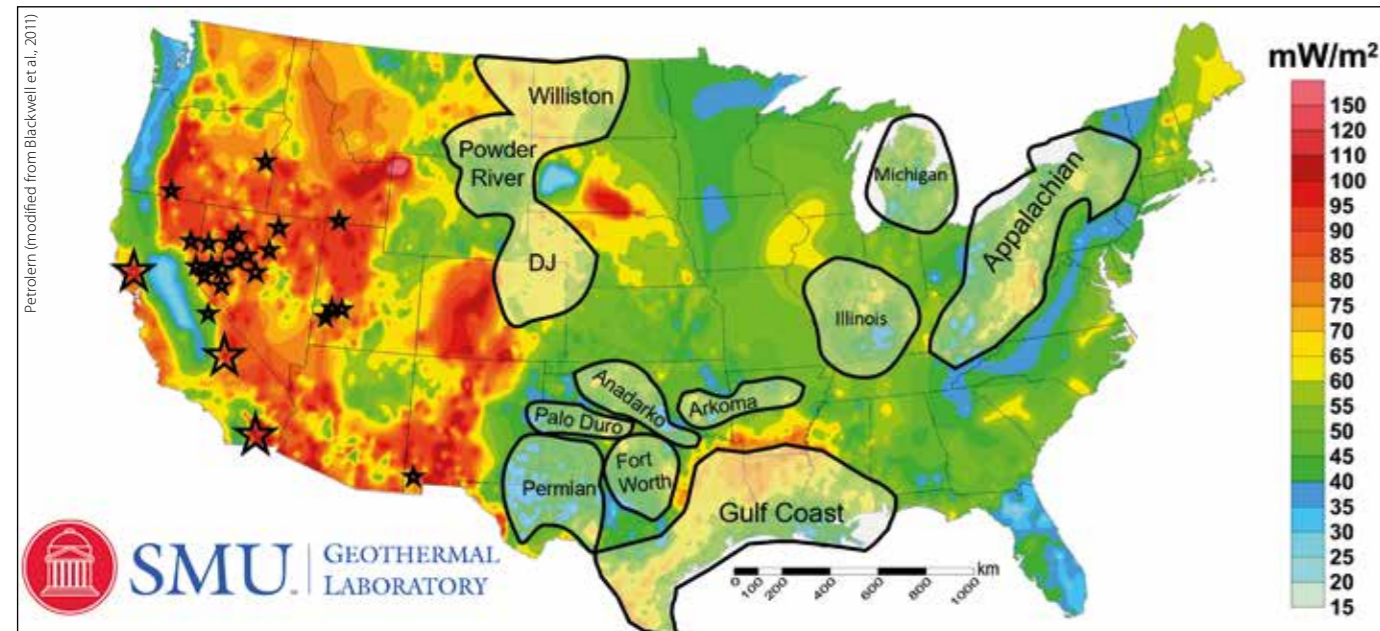 Petrolern (modified from Blackwell et al., 2011)
Williston
Powder
River
DJ
Michigan
Appalachian
Illinois
Anadarko
Arkoma
Palo Duro
Fort
Worth
Permian
Gulf Coast
mW/m²
150
120
110
100
95
90
85
80
75
70
65
60
55
50
45
40
35
30
25
20
15
km
0 100 200 400 600 800 1000
SMU
GEOTHERMAL
LABORATORY